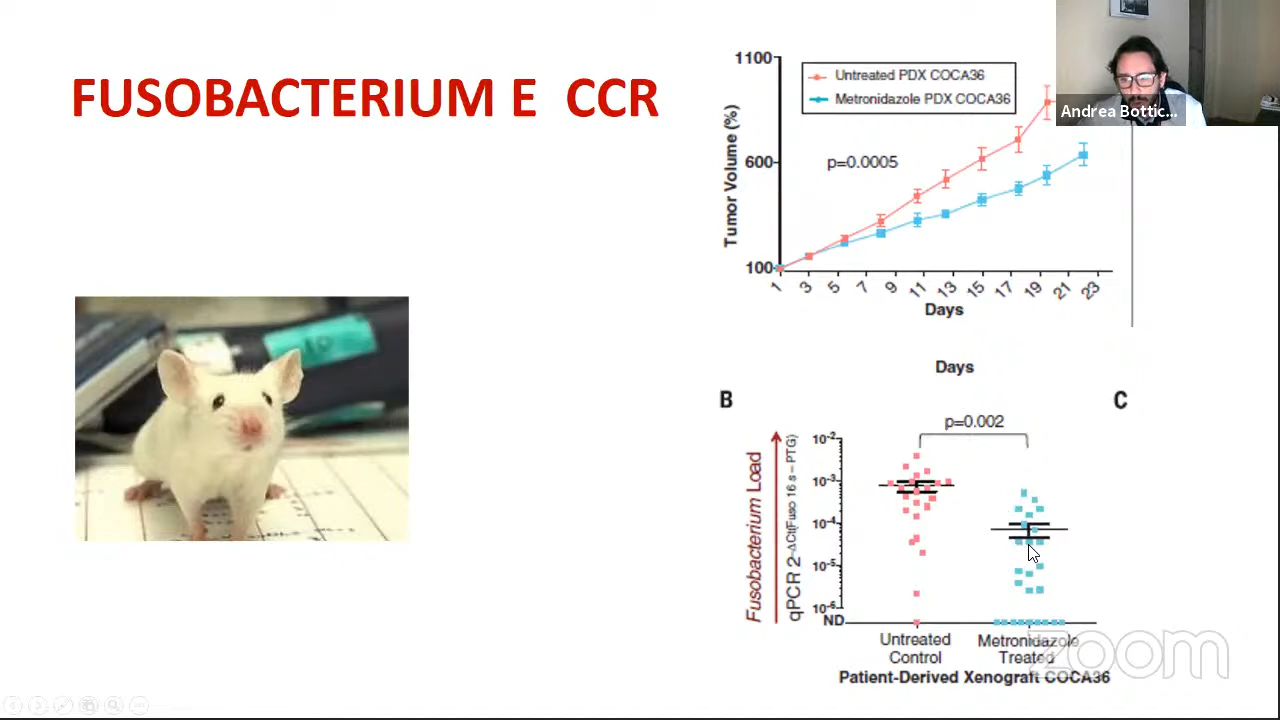 FUSOBACTERIUM E CCR
Andrea Bottic...
1100
600
100
Tumor Volume (%)
Untreated PDX COCA36
Metronidazole PDX COCA36
p=0.0005
1 3 5 7 9 11 13 15 17 19 21 23
Days
Days
B
C
p=0.002
Fusobacterium Load
qPCR 2-ΔCt(Fuso 16 s – PTG)
10-2
10-3
10-4
10-5
10-6
ND
Untreated
Control
Metronidazole
Treated
Patient-Derived Xenograft COCA36
zoom